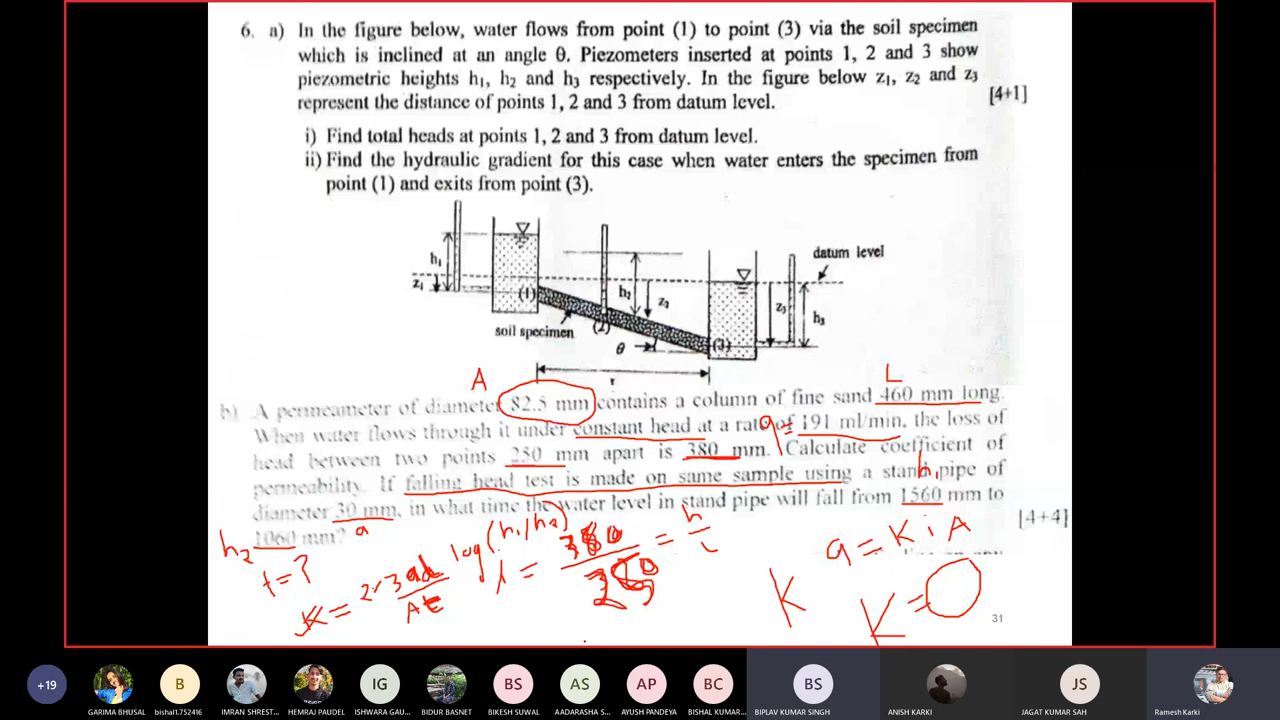 6. a) In the figure below, water flows from point (1) to point (3) via the soil specimen
which is inclined at an angle θ. Piezometers inserted at points 1, 2 and 3 show
piezometric heights h₁, h₂ and h₃ respectively. In the figure below z₁, z₂ and z₃
represent the distance of points 1, 2 and 3 from datum level.
[4+1]
i) Find total heads at points 1, 2 and 3 from datum level.
ii) Find the hydraulic gradient for this case when water enters the specimen from
point (1) and exits from point (3).
datum level
h₁
z₁
(1)
h₂
z₂
z₃
h₃
soil specimen
(2)
θ
(3)
A
L
b) A permeameter of diameter 82.5 mm contains a column of fine sand 460 mm long.
When water flows through it under constant head at a rate of 191 ml/min, the loss of
q=
head between two points 250 mm apart is 380 mm. Calculate coefficient of
permeability. If falling head test is made on same sample using a stand pipe of
h₁
diameter 30 mm, in what time the water level in stand pipe will fall from 1560 mm to
a
1060 mm?
[4+4]
h₂
t=?
log(h₁/h₂)
q = K i A
K
K =
31
+19
GARIMA BHUSAL
B
bishal1.752416
IMRAN SHREST...
HEMRAJ PAUDEL
IG
ISHWARA GAU...
BIDUR BASNET
BS
BIKESH SUWAL
AS
AADARASHA S...
AP
AYUSH PANDEYA
BC
BISHAL KUMAR...
BS
BIPLAV KUMAR SINGH
ANISH KARKI
JS
JAGAT KUMAR SAH
Ramesh Karki